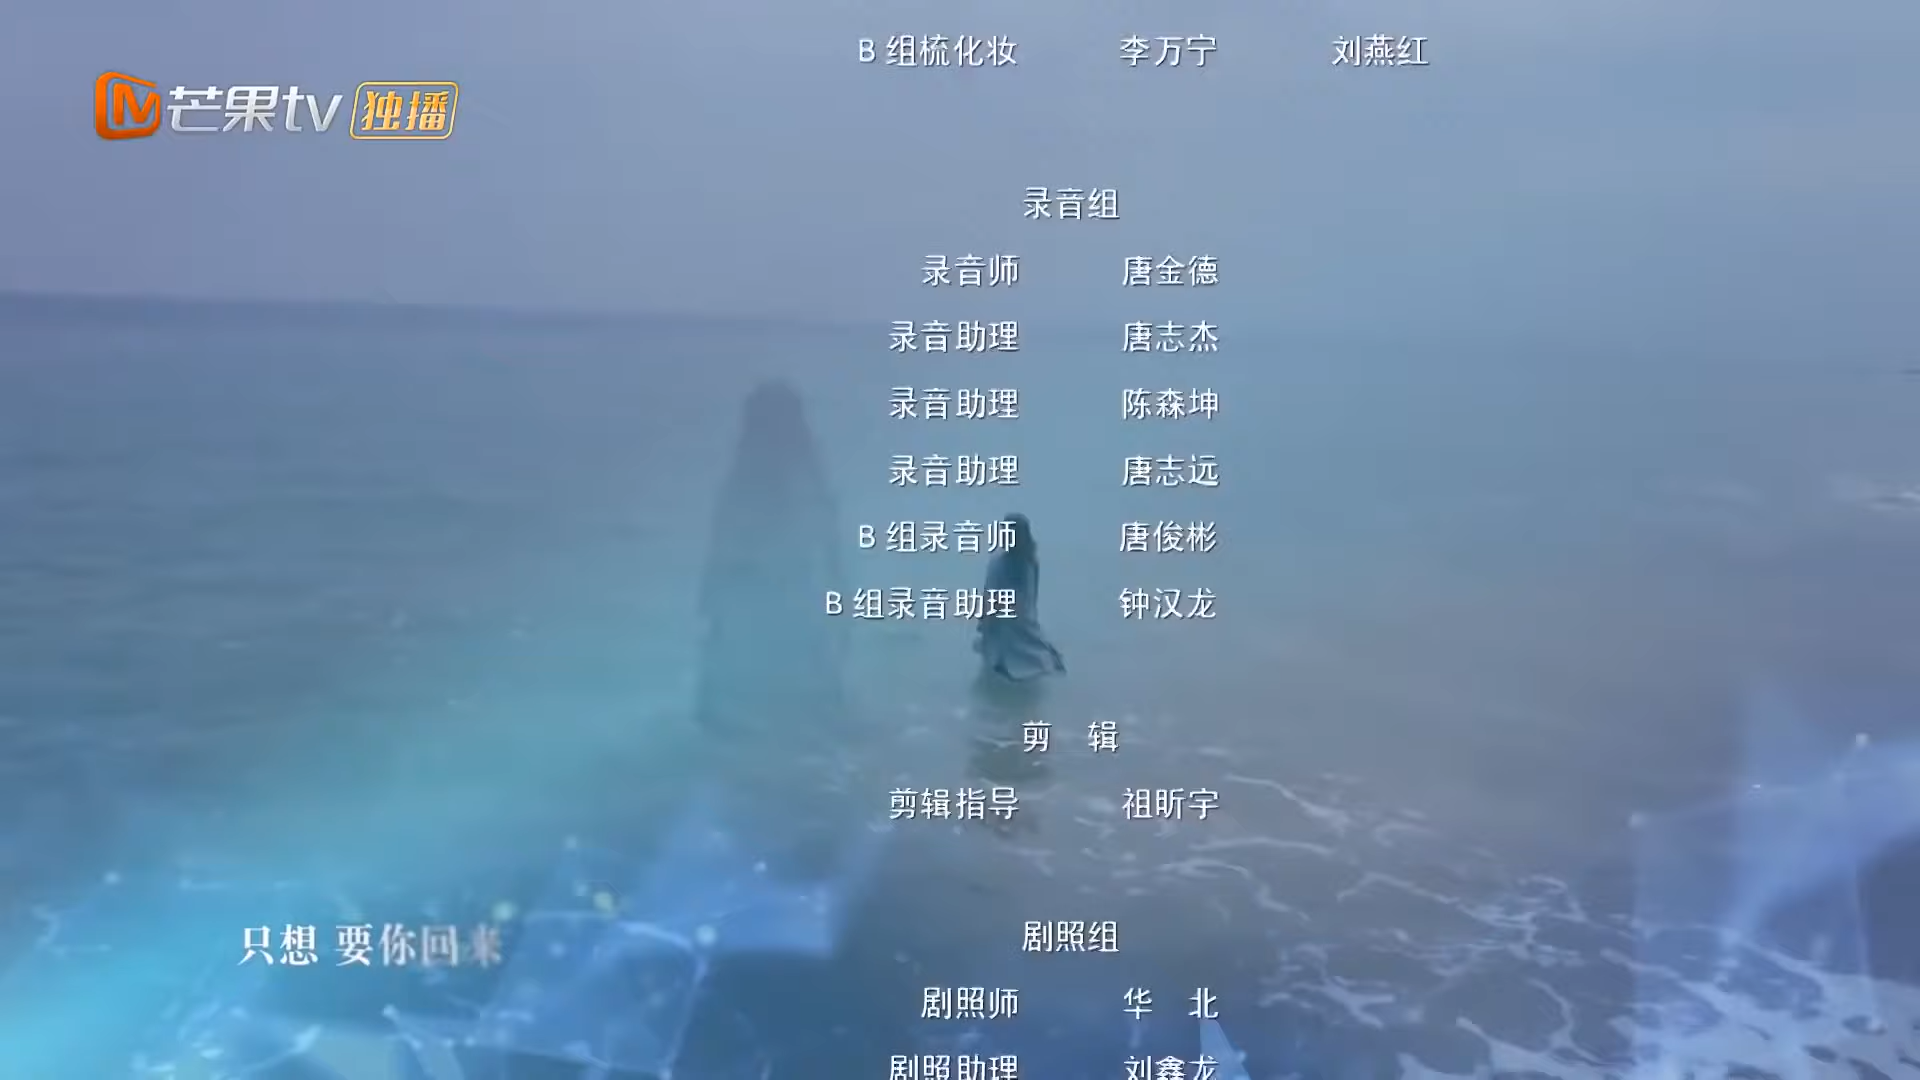 B 组梳化妆 李万宁 刘燕红
芒果tv 独播
录音组
录音师 唐金德
录音助理 唐志杰
录音助理 陈森坤
录音助理 唐志远
B 组录音师 唐俊彬
B 组录音助理 钟汉龙
剪 辑
剪辑指导 祖昕宇
剧照组
只想 要你回来
剧照师 华 北
剧照助理 刘鑫龙